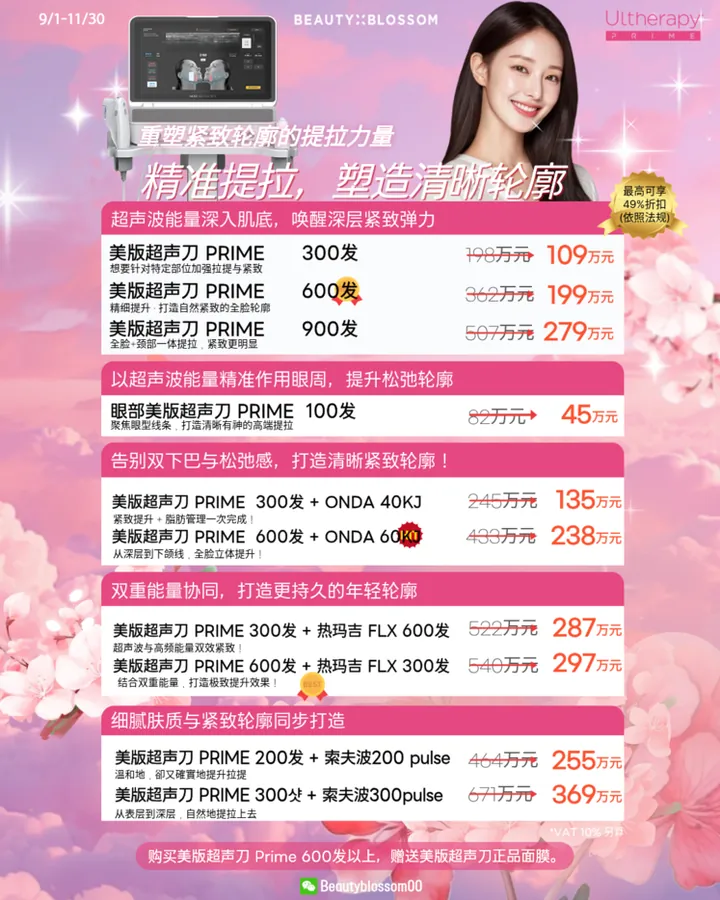 9/1-11/30
BEAUTY BLOSSOM
Ultherapy
PRIME
重塑紧致轮廓的提拉力量
精准提拉，塑造清晰轮廓
最高可享
49%折扣
(依照法规)
超声波能量深入肌底，唤醒深层紧致弹力
美版超声刀 PRIME 300发 198万元 109万元
想要针对特定部位加强拉提与紧致
美版超声刀 PRIME 600发 362万元 199万元
精细提升 · 打造自然紧致的全脸轮廓
美版超声刀 PRIME 900发 507万元 279万元
全脸+颈部一体提拉，紧致更明显
以超声波能量精准作用眼周，提升松弛轮廓
眼部美版超声刀 PRIME 100发 82万元 45万元
聚焦眼型线条，打造清晰有神的高端提拉
告别双下巴与松弛感，打造清晰紧致轮廓！
美版超声刀 PRIME 300发 + ONDA 40KJ 245万元 135万元
紧致提升 + 脂肪管理一次完成！
美版超声刀 PRIME 600发 + ONDA 60KJ 433万元 238万元
从深层到下颌线，全脸立体提升！
双重能量协同，打造更持久的年轻轮廓
美版超声刀 PRIME 300发 + 热玛吉 FLX 600发 522万元 287万元
超声波与高频能量双效紧致！
美版超声刀 PRIME 600发 + 热玛吉 FLX 300发 540万元 297万元
结合双重能量，打造极致提升效果！
BEST
细腻肤质与紧致轮廓同步打造
美版超声刀 PRIME 200发 + 索夫波200 pulse 464万元 255万元
溫和地，卻又確實地提升拉提
美版超声刀 PRIME 300샷 + 索夫波300pulse 671万元 369万元
从表层到深层，自然地提拉上去
*VAT 10%
购买美版超声刀 Prime 600发以上，赠送美版超声刀正品面膜。
Beautyblossom00